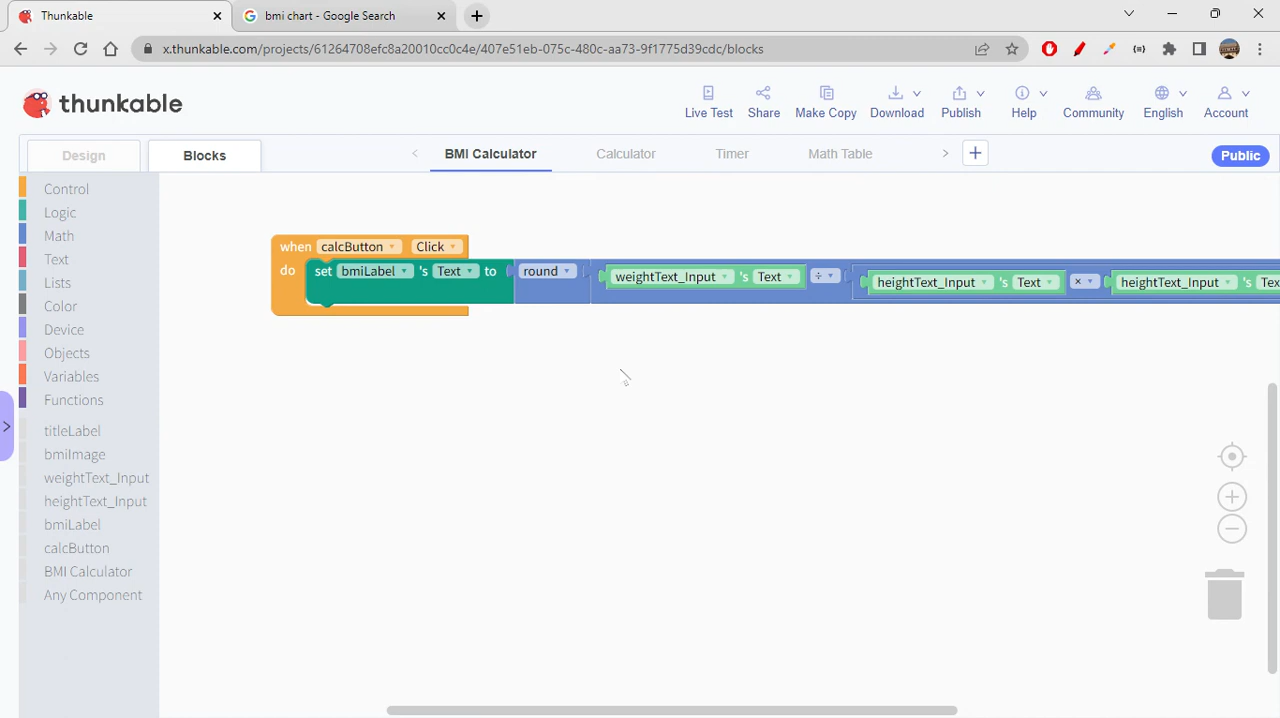 Thunkable
bmi chart - Google Search
x.thunkable.com/projects/61264708efc8a20010cc0c4e/407e51eb-075c-480c-aa73-9f1775d39cdc/blocks
thunkable
Live Test
Share
Make Copy
Download
Publish
Help
Community
English
Account
Design
Blocks
BMI Calculator
Calculator
Timer
Math Table
Public
Control
Logic
Math
Text
Lists
Color
Device
Objects
Variables
Functions
titleLabel
bmiImage
weightText_Input
heightText_Input
bmiLabel
calcButton
BMI Calculator
Any Component
when calcButton Click
do set bmiLabel 's Text to round weightText_Input 's Text ÷ heightText_Input 's Text × heightText_Input 's